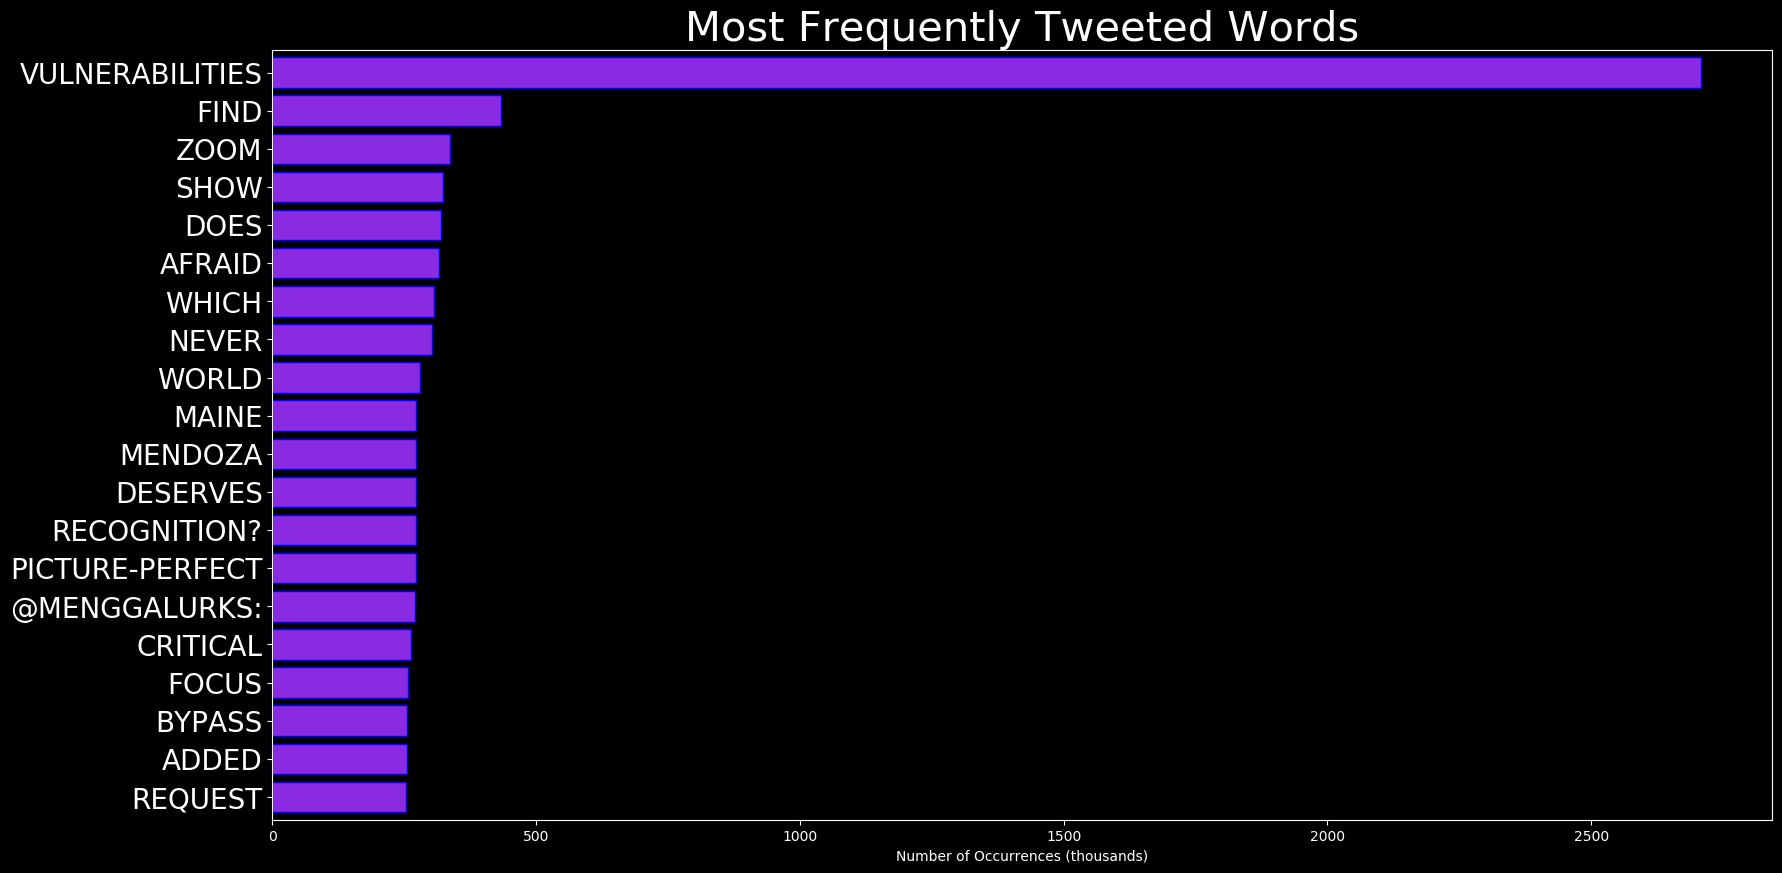 Most Frequently Tweeted Words
VULNERABILITIES
FIND
ZOOM
SHOW
DOES
AFRAID
WHICH
NEVER
WORLD
MAINE
MENDOZA
DESERVES
RECOGNITION?
PICTURE-PERFECT
@MENGGALURKS:
CRITICAL
FOCUS
BYPASS
ADDED
REQUEST
0 500 1000 1500 2000 2500
Number of Occurrences (thousands)